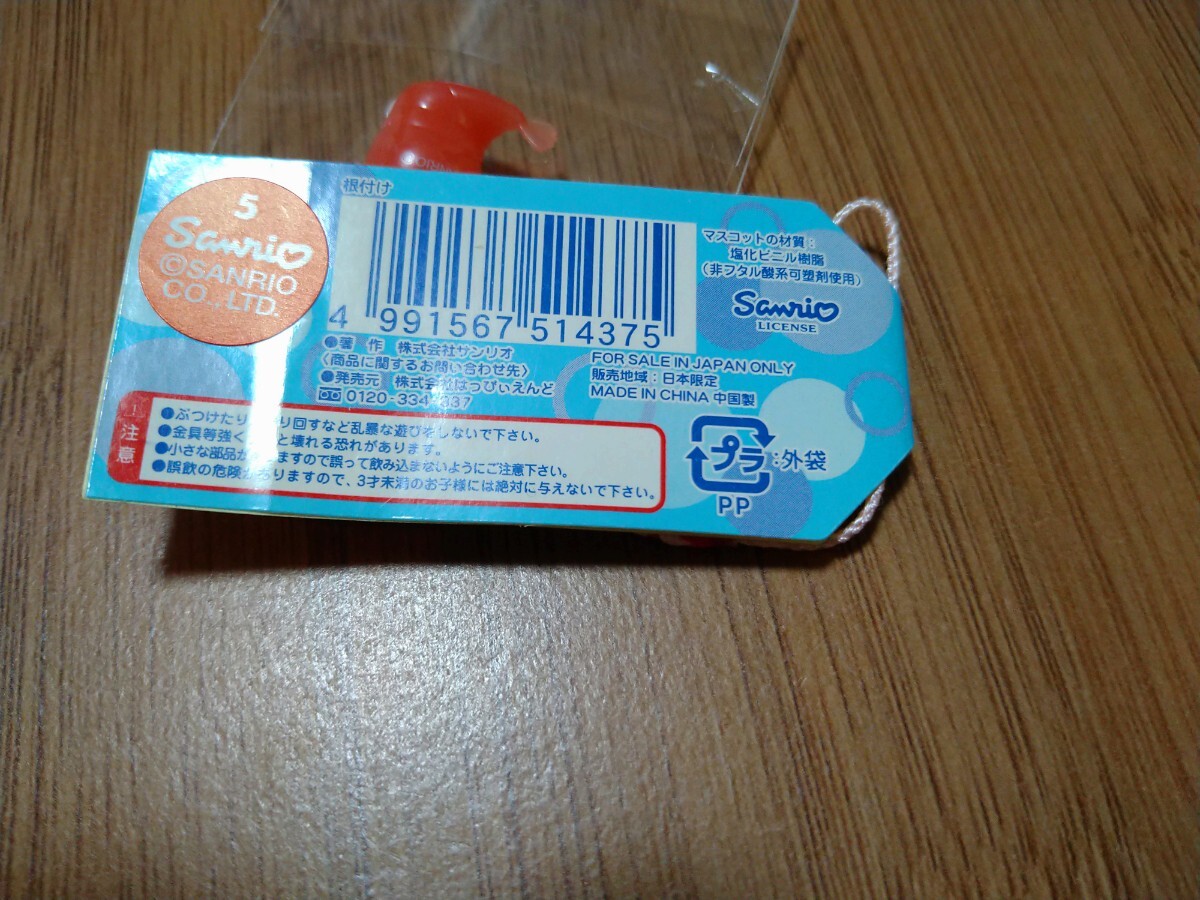 5
Sanrio
©SANRIO
CO., LTD.
根付け
4 991567 514375
マスコットの材質：
塩化ビニル樹脂
（非フタル酸系可塑剤使用）
Sanrio
LICENSE
●著 作 株式会社サンリオ
〈商品に関するお問い合わせ先〉
●発売元 株式会社はっぴぃえんど
0120-334-337
FOR SALE IN JAPAN ONLY
販売地域：日本限定
MADE IN CHINA 中国製
注意
●ぶつけたり り回すなど乱暴な遊びをしないで下さい。
●金具等強く と壊れる恐れがあります。
●小さな部品が ますので誤って飲み込まないようにご注意下さい。
●誤飲の危険が りますので、3才未満のお子様には絶対に与えないで下さい。
プラ：外袋
PP